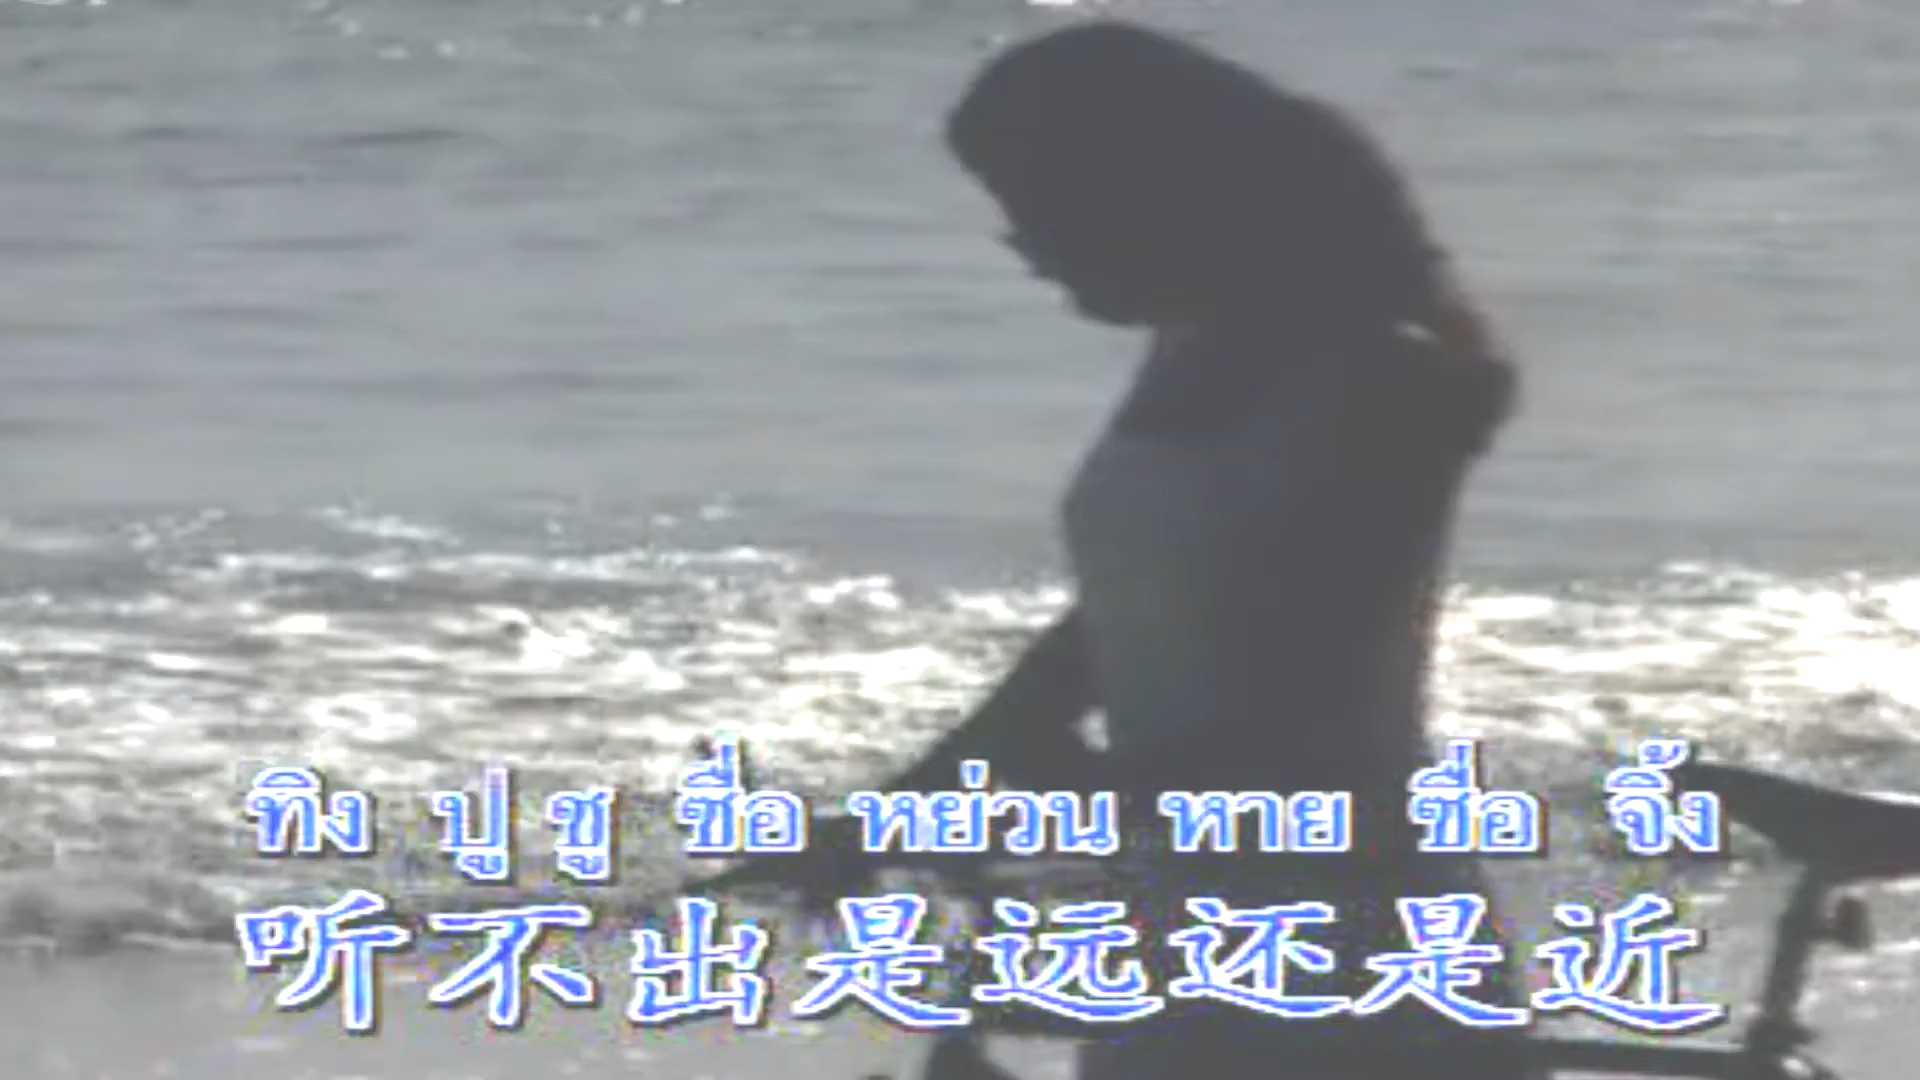 ทิง ปู ชู ซื่อ หย่วน หาย ซื่อ จิ้ง
听不出是远还是近